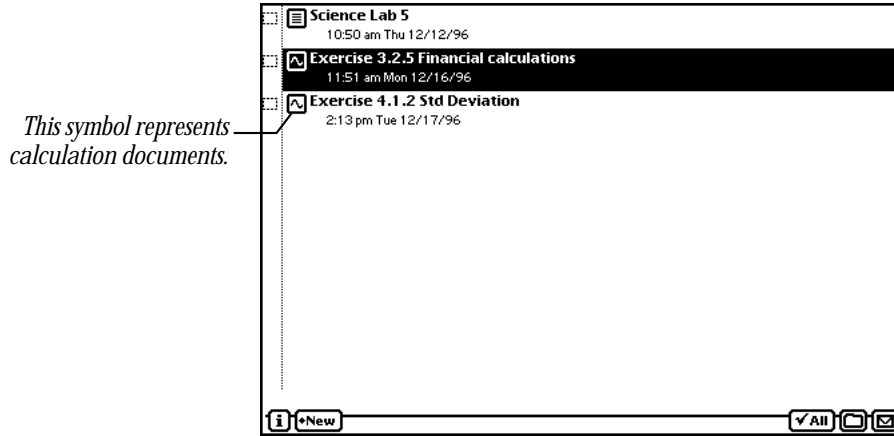 Science Lab 5
10:50 am Thu 12/12/96
Exercise 3.2.5 Financial calculations
11:51 am Mon 12/16/96
Exercise 4.1.2 Std Deviation
2:13 pm Tue 12/17/96
This symbol represents
calculation documents.
i
New
All